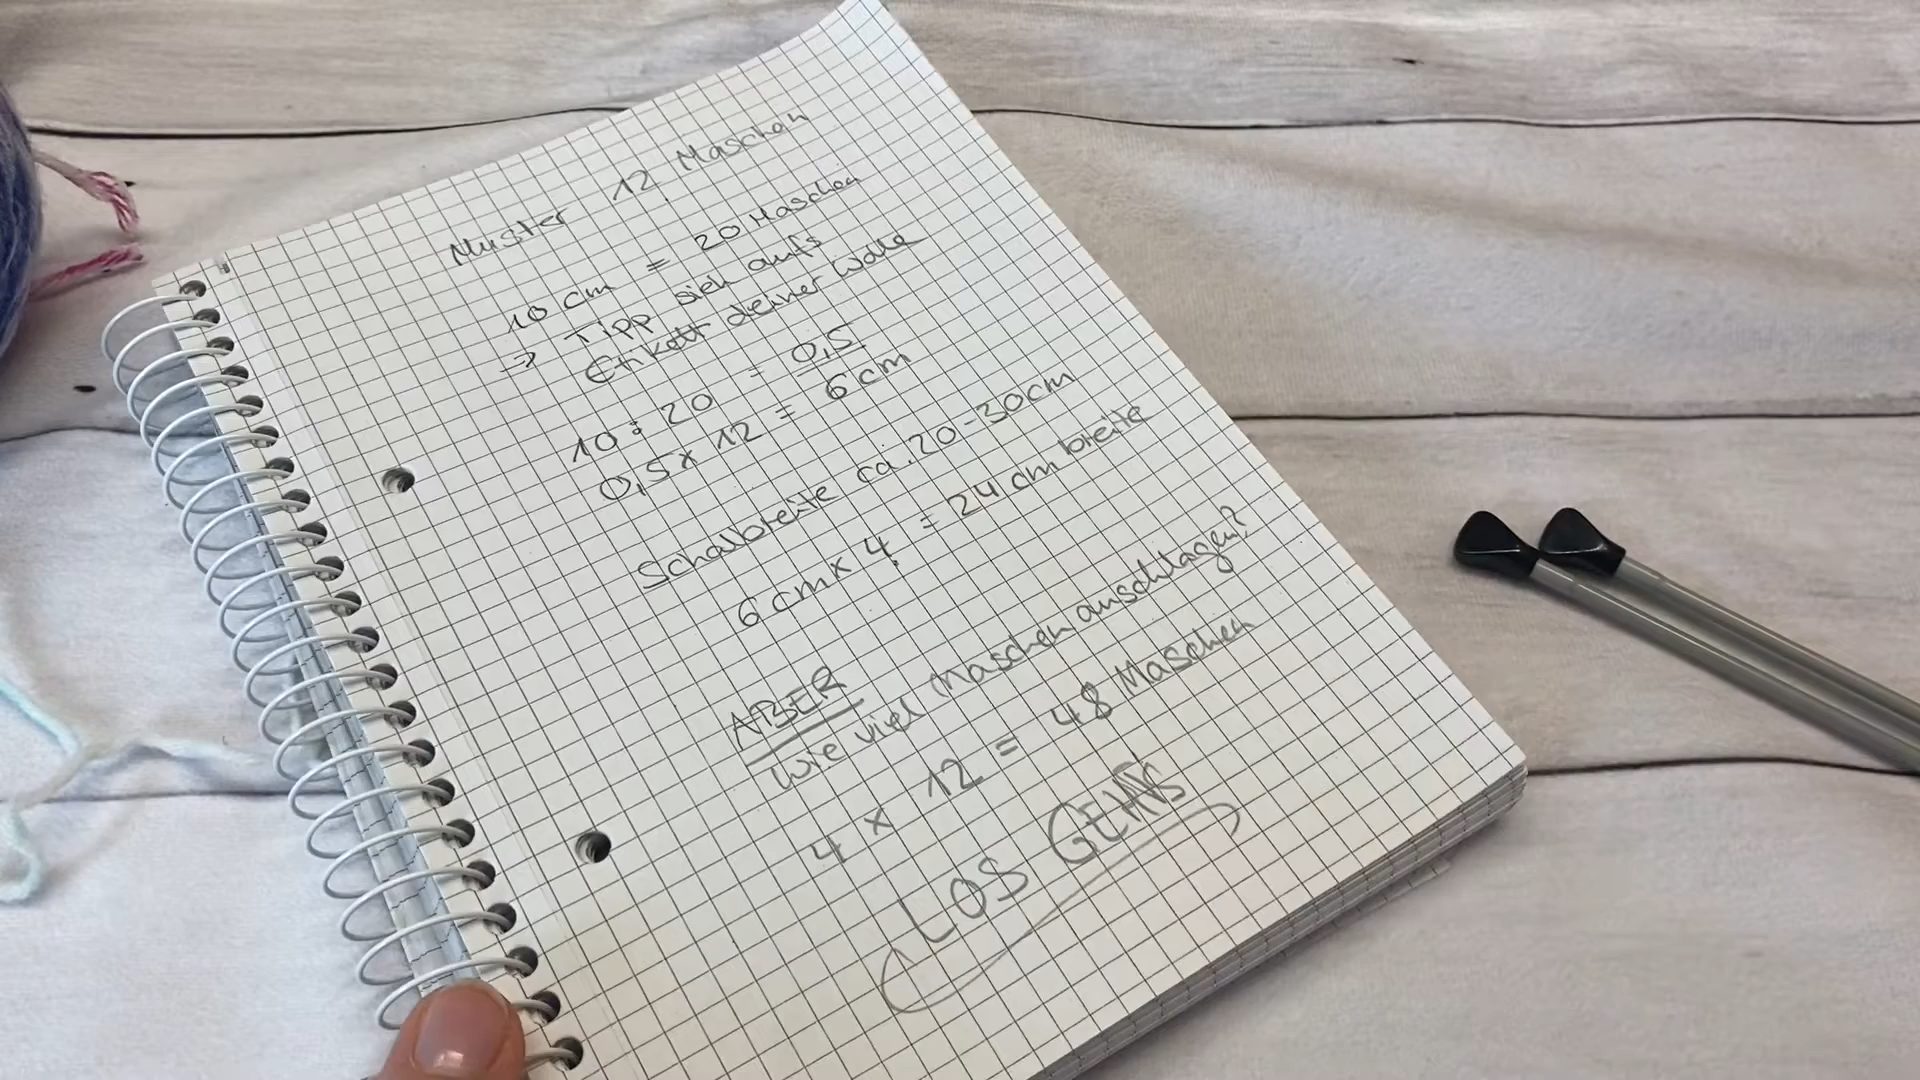 Muster 12 Maschen
10 cm = 20 Maschen
→ Tipp sieh aufs
Etikett deiner Wolle
10 : 20 = 0,5
0,5 x 12 = 6 cm
Schalbreite ca. 20-30cm
6 cm x 4 = 24 cm breite
ABER
wie viel Maschen anschlagen?
4 x 12 = 48 Maschen
LOS GEHTS